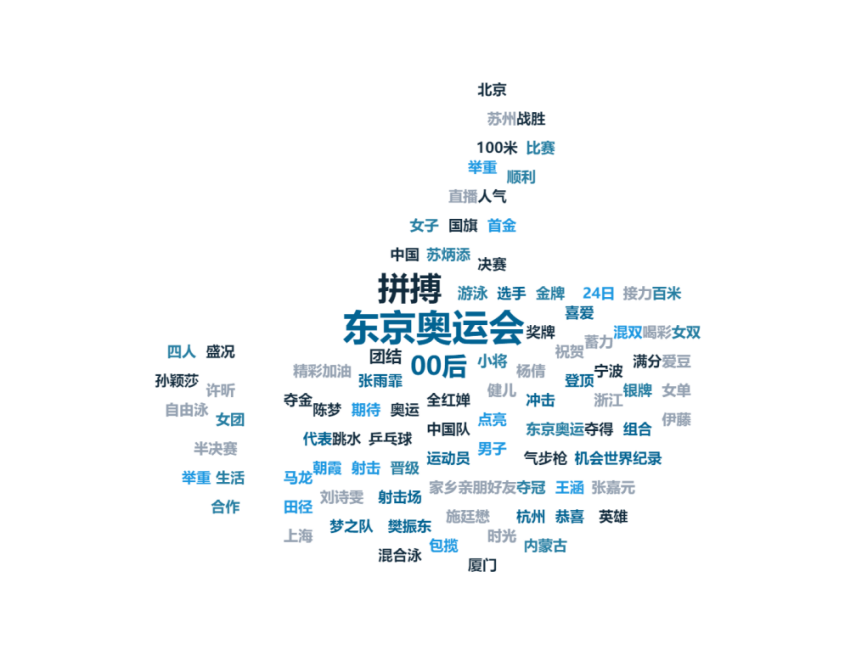 北京
苏州 战胜
100米 比赛
举重
顺利
直播 人气
女子 国旗 首金
中国 苏炳添
决赛
拼搏
游泳 选手 金牌 24日 接力 百米
喜爱
东京奥运会 奖牌 混双 喝彩 女双
蓄力
四人 盛况 团结 祝贺
00后 小将 满分 爱豆
精彩加油 杨倩 宁波
孙颖莎 张雨霏 登顶
许昕 健儿 银牌 女单
夺金 全红婵 冲击 浙江
自由泳 陈梦 期待 奥运
女团 点亮 伊藤
中国队 东京奥运 夺得 组合
代表 跳水 乒乓球
半决赛 男子
运动员 气步枪 机会 世界纪录
朝霞 射击 晋级
举重 生活 马龙
家乡 亲朋好友 夺冠 王涵 张嘉元
刘诗雯 射击场
合作 田径
施廷懋 杭州 恭喜 英雄
梦之队 樊振东
上海 时光
包揽 内蒙古
混合泳
厦门